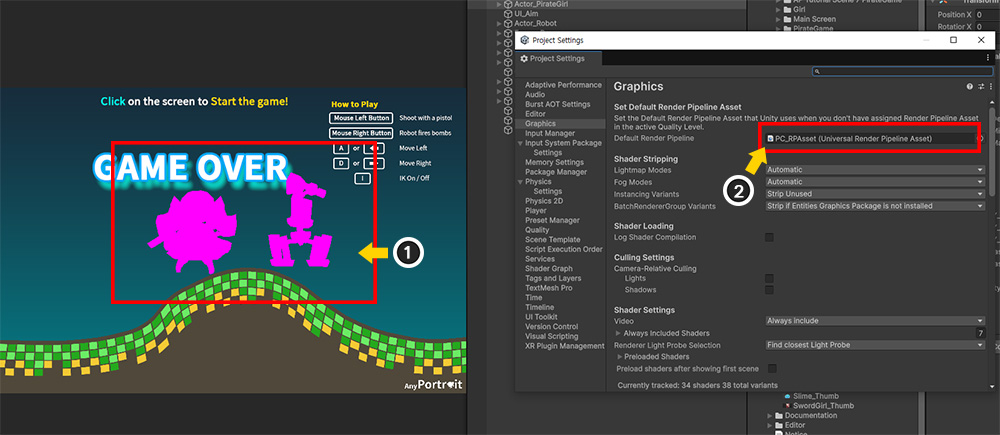 Click on the screen to Start the game!
How to Play
Mouse Left Button Shoot with a pistol
Mouse Right Button Robot fires bombs
A or Move Left
D or Move Right
I IK On / Off
GAME OVER
1
AnyPortrait
Actor_PirateGirl
UI_Aim
Actor_Robot
Girl
Main Screen
PirateGame
Position X 0
Rotation X 0
Project Settings
Project Settings
Adaptive Performance
Audio
Burst AOT Settings
Editor
Graphics
Input Manager
Input System Package
Settings
Memory Settings
Package Manager
Physics
Settings
Physics 2D
Player
Preset Manager
Quality
Scene Template
Script Execution Order
Services
Shader Graph
Tags and Layers
TextMesh Pro
Time
Timeline
UI Toolkit
Version Control
Visual Scripting
XR Plugin Management
Graphics
Set Default Render Pipeline Asset
Set the Default Render Pipeline Asset that Unity uses when you don't have assigned Render Pipeline Asset
in the active Quality Level.
Default Render Pipeline PC_RPAsset (Universal Render Pipeline Asset)
2
Shader Stripping
Lightmap Modes Automatic
Fog Modes Automatic
Instancing Variants Strip Unused
BatchRendererGroup Variants Strip if Entities Graphics Package is not installed
Shader Loading
Log Shader Compilation
Culling Settings
Camera-Relative Culling
Lights
Shadows
Shader Settings
Video Always Include
Always Included Shaders 7
Renderer Light Probe Selection Find closest Light Probe
Preloaded Shaders
Preload shaders after showing first scene
Currently tracked: 34 shaders 38 total variants
Slime_Thumb
SwordGirl_Thumb
Documentation
Editor
Notice